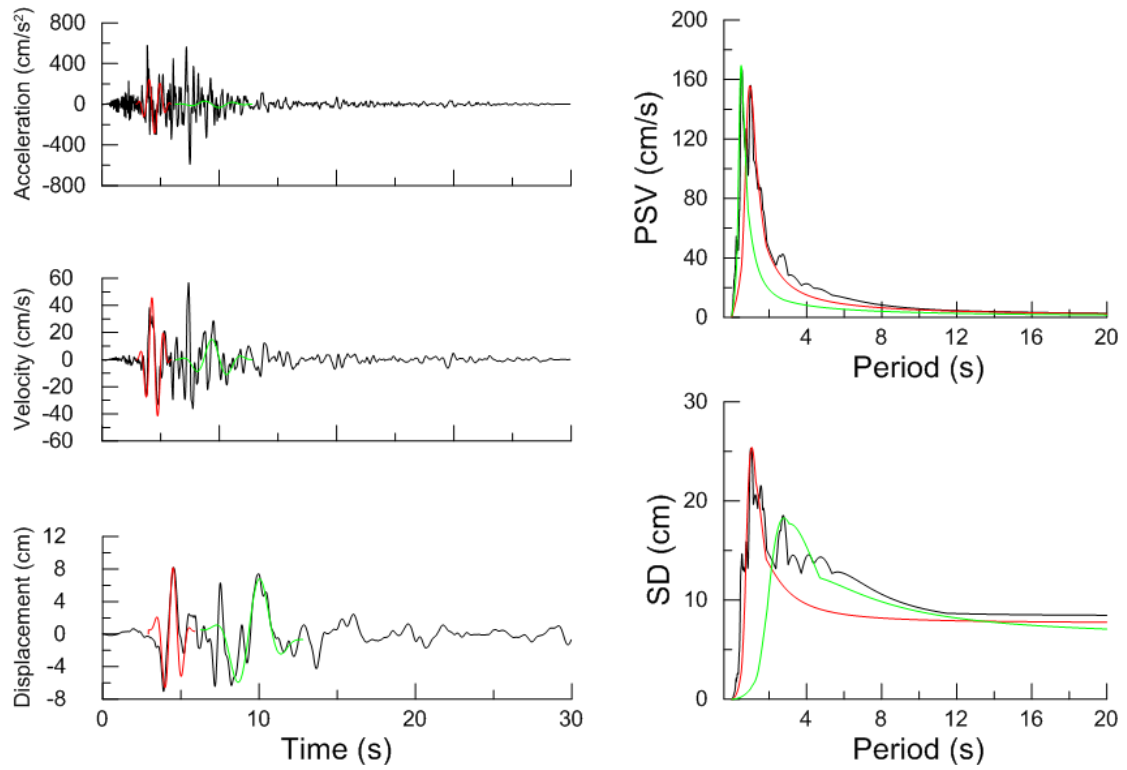 Acceleration (cm/s²)
800
400
0
-400
-800
Velocity (cm/s)
60
40
20
0
-20
-40
-60
Displacement (cm)
12
8
4
0
-4
-8
0 10 20 30
Time (s)
PSV (cm/s)
200
160
120
80
40
0
4 8 12 16 20
Period (s)
SD (cm)
30
20
10
0
4 8 12 16 20
Period (s)